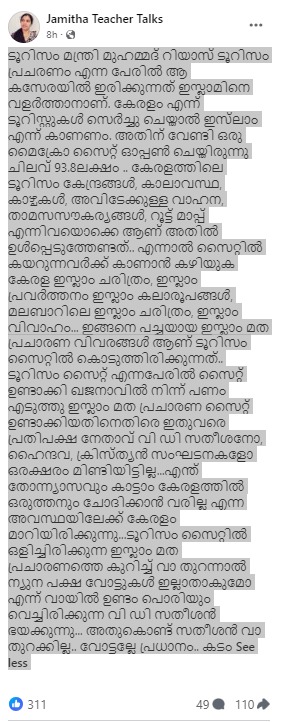 Jamitha Teacher Talks
8h
ടൂറിസം മന്ത്രി മുഹമ്മദ് റിയാസ് ടൂറിസം
പ്രചരണം എന്ന പേരിൽ ആ
കസേരയിൽ ഇരിക്കുന്നത് ഇസ്ലാമിനെ
വളർത്താനാണ്. കേരളം എന്ന്
ടൂറിസ്റ്റുകൾ സെർച്ചു ചെയ്യാൽ ഇസ്‌ലാം
എന്ന് കാണണം. അതിന് വേണ്ടി ഒരു
മൈക്രോ സൈറ്റ് ഓപ്പൺ ചെയ്തിരുന്നു
ചിലവ് 93.8ലക്ഷം .. കേരളത്തിലെ
ടൂറിസം കേന്ദ്രങ്ങൾ, കാലാവസ്ഥ,
കാഴ്ചകൾ, അവിടേക്കുള്ള വാഹന,
താമസസൗകര്യങ്ങൾ, റൂട്ട് മാപ്പ്
എന്നിവയൊക്കെ ആണ് അതിൽ
ഉൾപ്പെടുത്തേണ്ടത്.. എന്നാൽ സൈറ്റിൽ
കയറുന്നവർക്ക് കാണാൻ കഴിയുക
കേരള ഇസ്ലാം ചരിത്രം, ഇസ്ലാം
പ്രവർത്തനം ഇസ്ലാം കലാരൂപങ്ങൾ,
മലബാറിലെ ഇസ്ലാം ചരിത്രം, ഇസ്ലാം
വിവാഹം... ഇങ്ങനെ പച്ചയായ ഇസ്ലാം മത
പ്രചാരണ വിവരങ്ങൾ ആണ് ടൂറിസം
സൈറ്റിൽ കൊടുത്തിരിക്കുന്നത്..
ടൂറിസം സൈറ്റ് എന്നപേരിൽ സൈറ്റ്
ഉണ്ടാക്കി ഖജനാവിൽ നിന്ന് പണം
എടുത്തു ഇസ്ലാം മത പ്രചാരണ സൈറ്റ്
ഉണ്ടാക്കിയതിനെതിരെ ഇതുവരെ
പ്രതിപക്ഷ നേതാവ് വി ഡി സതീശനോ,
ഹൈന്ദവ, ക്രിസ്ത്യൻ സംഘടനകളോ
ഒരക്ഷരം മിണ്ടിയിട്ടില്ല...എന്ത്
തോന്ന്യാസവും കാട്ടാം കേരളത്തിൽ
ഒരുത്തനും ചോദിക്കാൻ വരില്ല എന്ന
അവസ്ഥയിലേക്ക് കേരളം
മാറിയിരിക്കുന്നു...ടൂറിസം സൈറ്റിൽ
ഒളിച്ചിരിക്കുന്ന ഇസ്ലാം മത
പ്രചാരണത്തെ കുറിച്ച് വാ തുറന്നാൽ
ന്യൂന പക്ഷ വോട്ടുകൾ ഇല്ലാതാകുമോ
എന്ന് വായിൽ ഉണ്ടം പൊരിയും
വെച്ചിരിക്കുന്ന വി ഡി സതീശൻ
ഭയക്കുന്നു... അതുകൊണ്ട് സതീശൻ വാ
തുറക്കില്ല.. വോട്ടല്ലേ പ്രധാനം.. കടം See
less
311
49
110